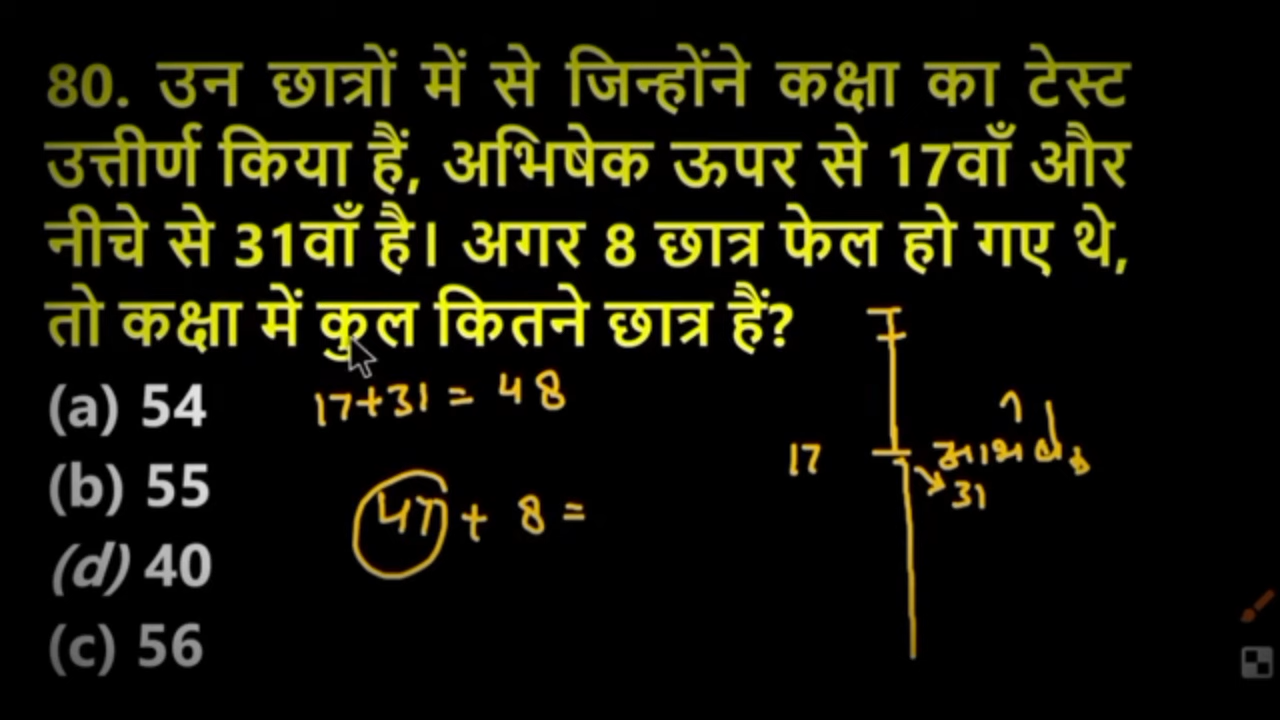 80. उन छात्रों में से जिन्होंने कक्षा का टेस्ट
उत्तीर्ण किया हैं, अभिषेक ऊपर से 17वाँ और
नीचे से 31वाँ है। अगर 8 छात्र फेल हो गए थे,
तो कक्षा में कुल कितने छात्र हैं?
(a) 54
17+31 = 48
17
31
(b) 55
47 + 8 =
(d) 40
(c) 56